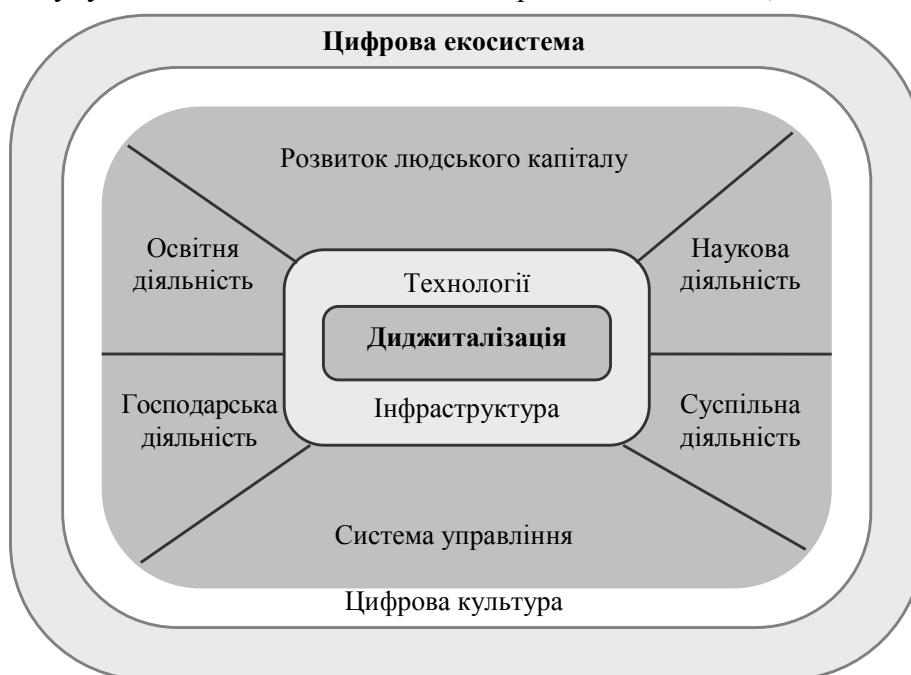 Цифрова екосистема
Розвиток людського капіталу
Освітня
діяльність
Наукова
діяльність
Технології
Диджиталізація
Інфраструктура
Господарська
діяльність
Суспільна
діяльність
Система управління
Цифрова культура